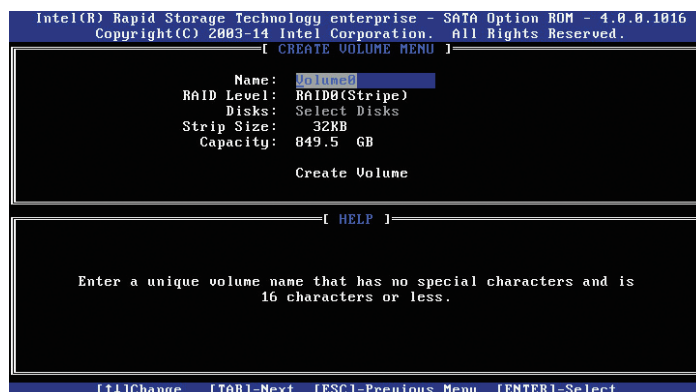 Intel(R) Rapid Storage Technology enterprise - SATA Option ROM - 4.0.0.1016
Copyright(C) 2003-14 Intel Corporation. All Rights Reserved.
[ CREATE VOLUME MENU ]
Name: Volume0
RAID Level: RAID0(Stripe)
Disks: Select Disks
Strip Size: 32KB
Capacity: 849.5 GB
Create Volume
[ HELP ]
Enter a unique volume name that has no special characters and is
16 characters or less.
[↑↓]Change [TAB]-Next [ESC]-Previous Menu [ENTER]-Select